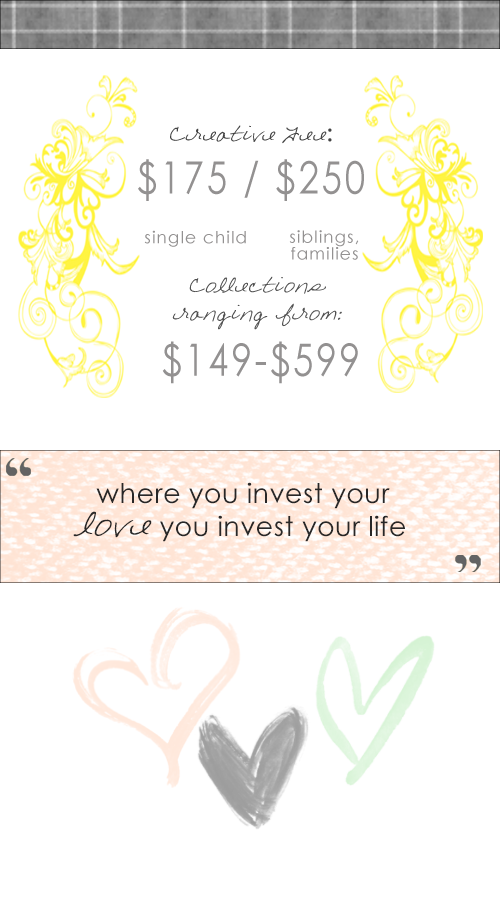 Creative Fee:
$175 / $250
single child
siblings,
families
Collections
ranging from:
$149-$599
“
where you invest your
love you invest your life
”